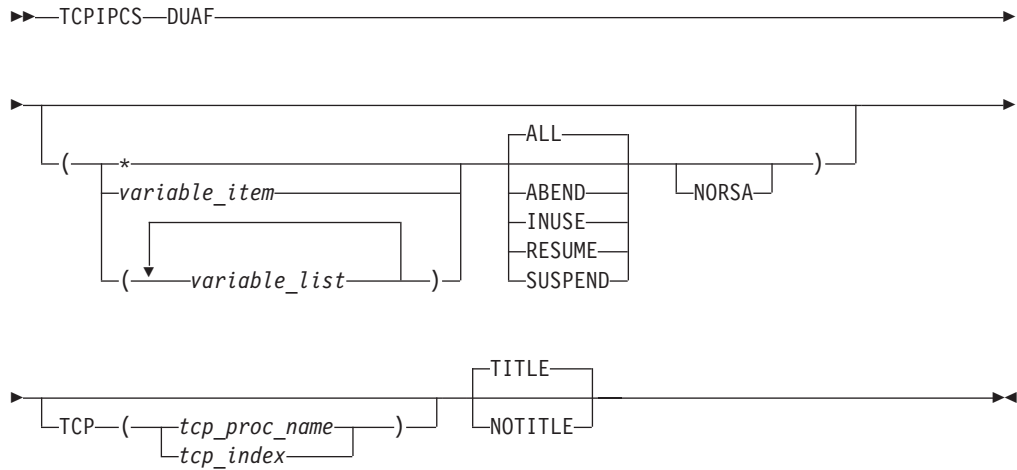 TCPIPCS DUAF
ALL
( * )
variable_item ABEND NORSA
INUSE
RESUME
( variable_list ) SUSPEND
TITLE
TCP ( tcp_proc_name ) NOTITLE
tcp_index